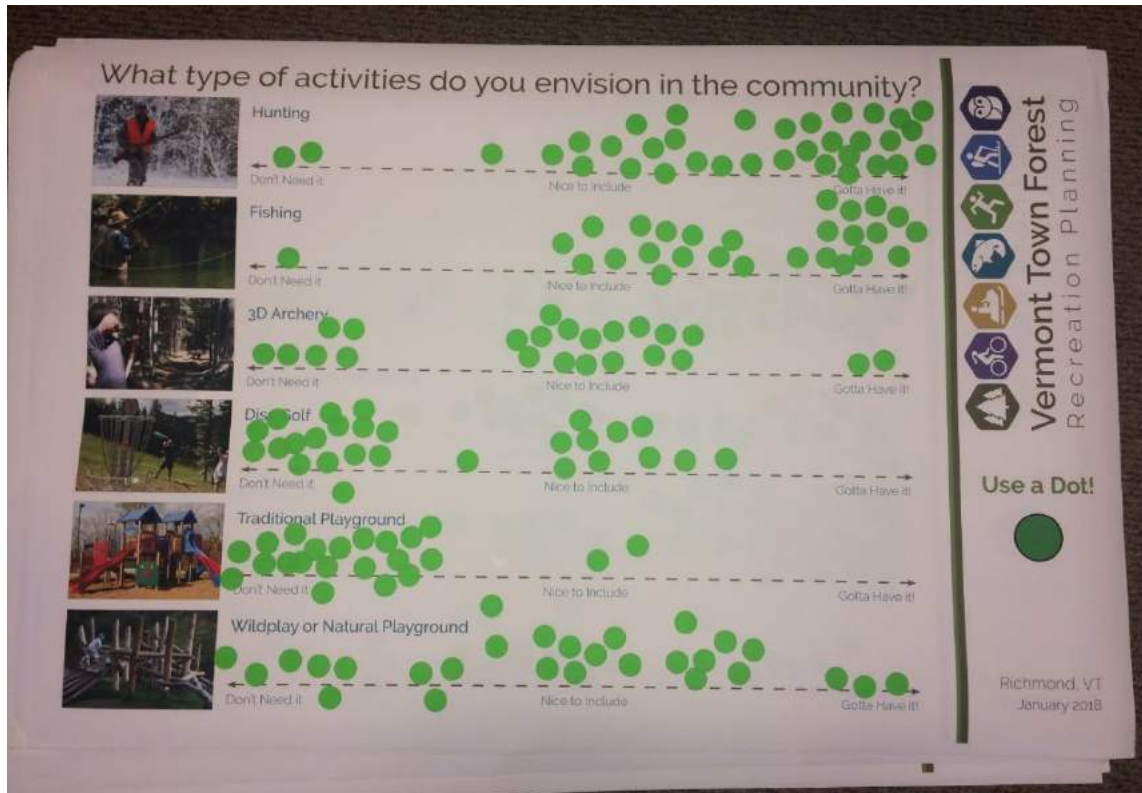 What type of activities do you envision in the community?
Hunting
Don't Need it
Nice to Include
Gotta Have it!
Fishing
Don't Need it
Nice to Include
Gotta Have it!
3D Archery
Don't Need it
Nice to Include
Gotta Have it!
Disc Golf
Don't Need it
Nice to Include
Gotta Have it!
Traditional Playground
Don't Need it
Nice to Include
Gotta Have it!
Wildplay or Natural Playground
Don't Need it
Nice to Include
Gotta Have it!
Vermont Town Forest
Recreation Planning
Use a Dot!
Richmond, VT
January 2018